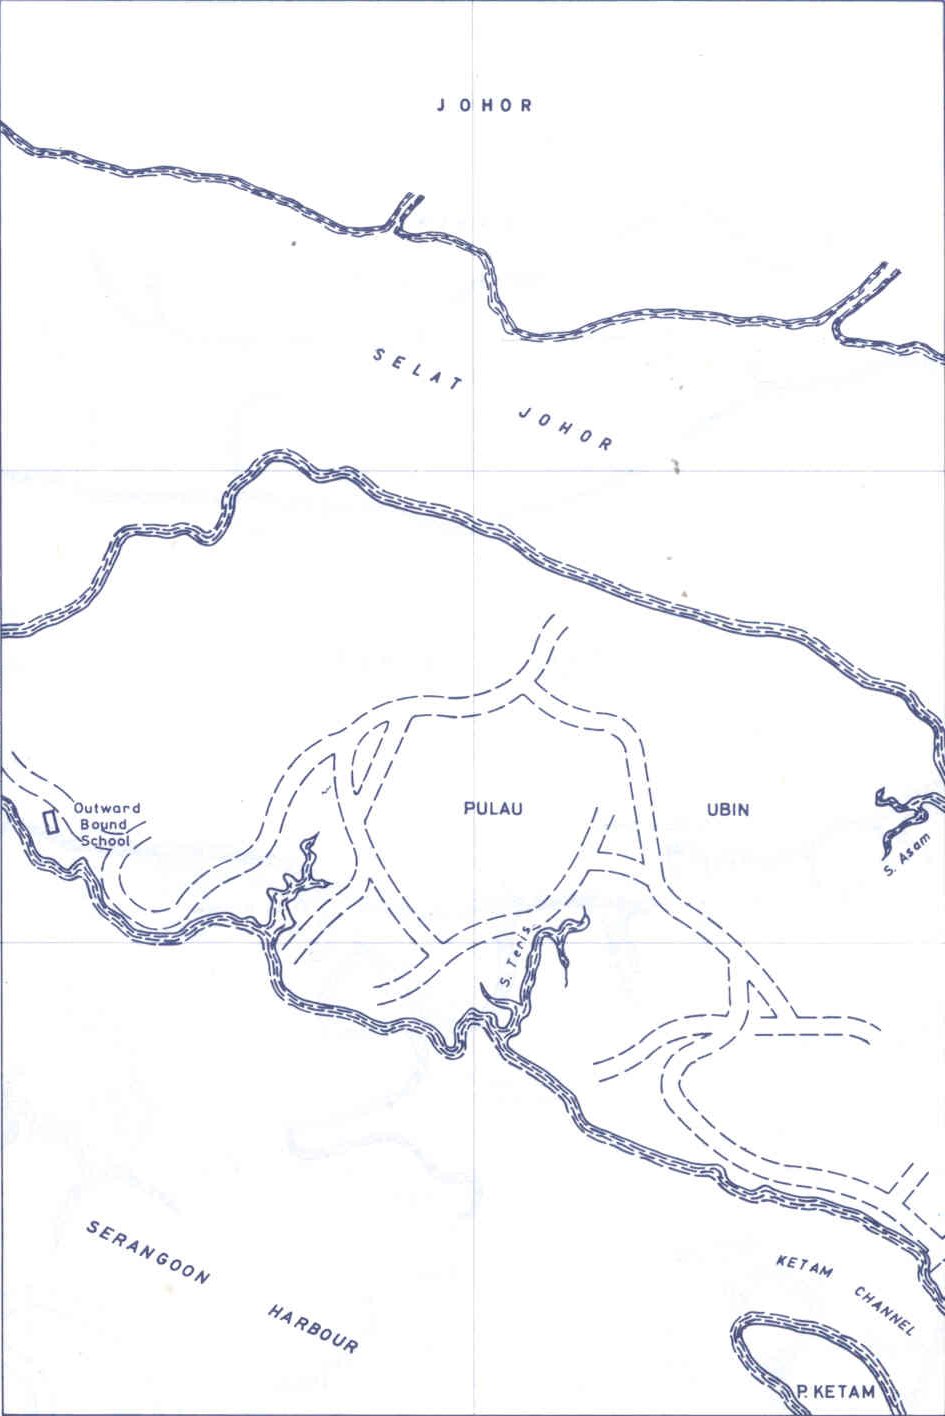 JOHOR
SELAT JOHOR
PULAU UBIN
Outward
Bound
School
S. Asam
S. Teris
SERANGOON HARBOUR
KETAM CHANNEL
P. KETAM